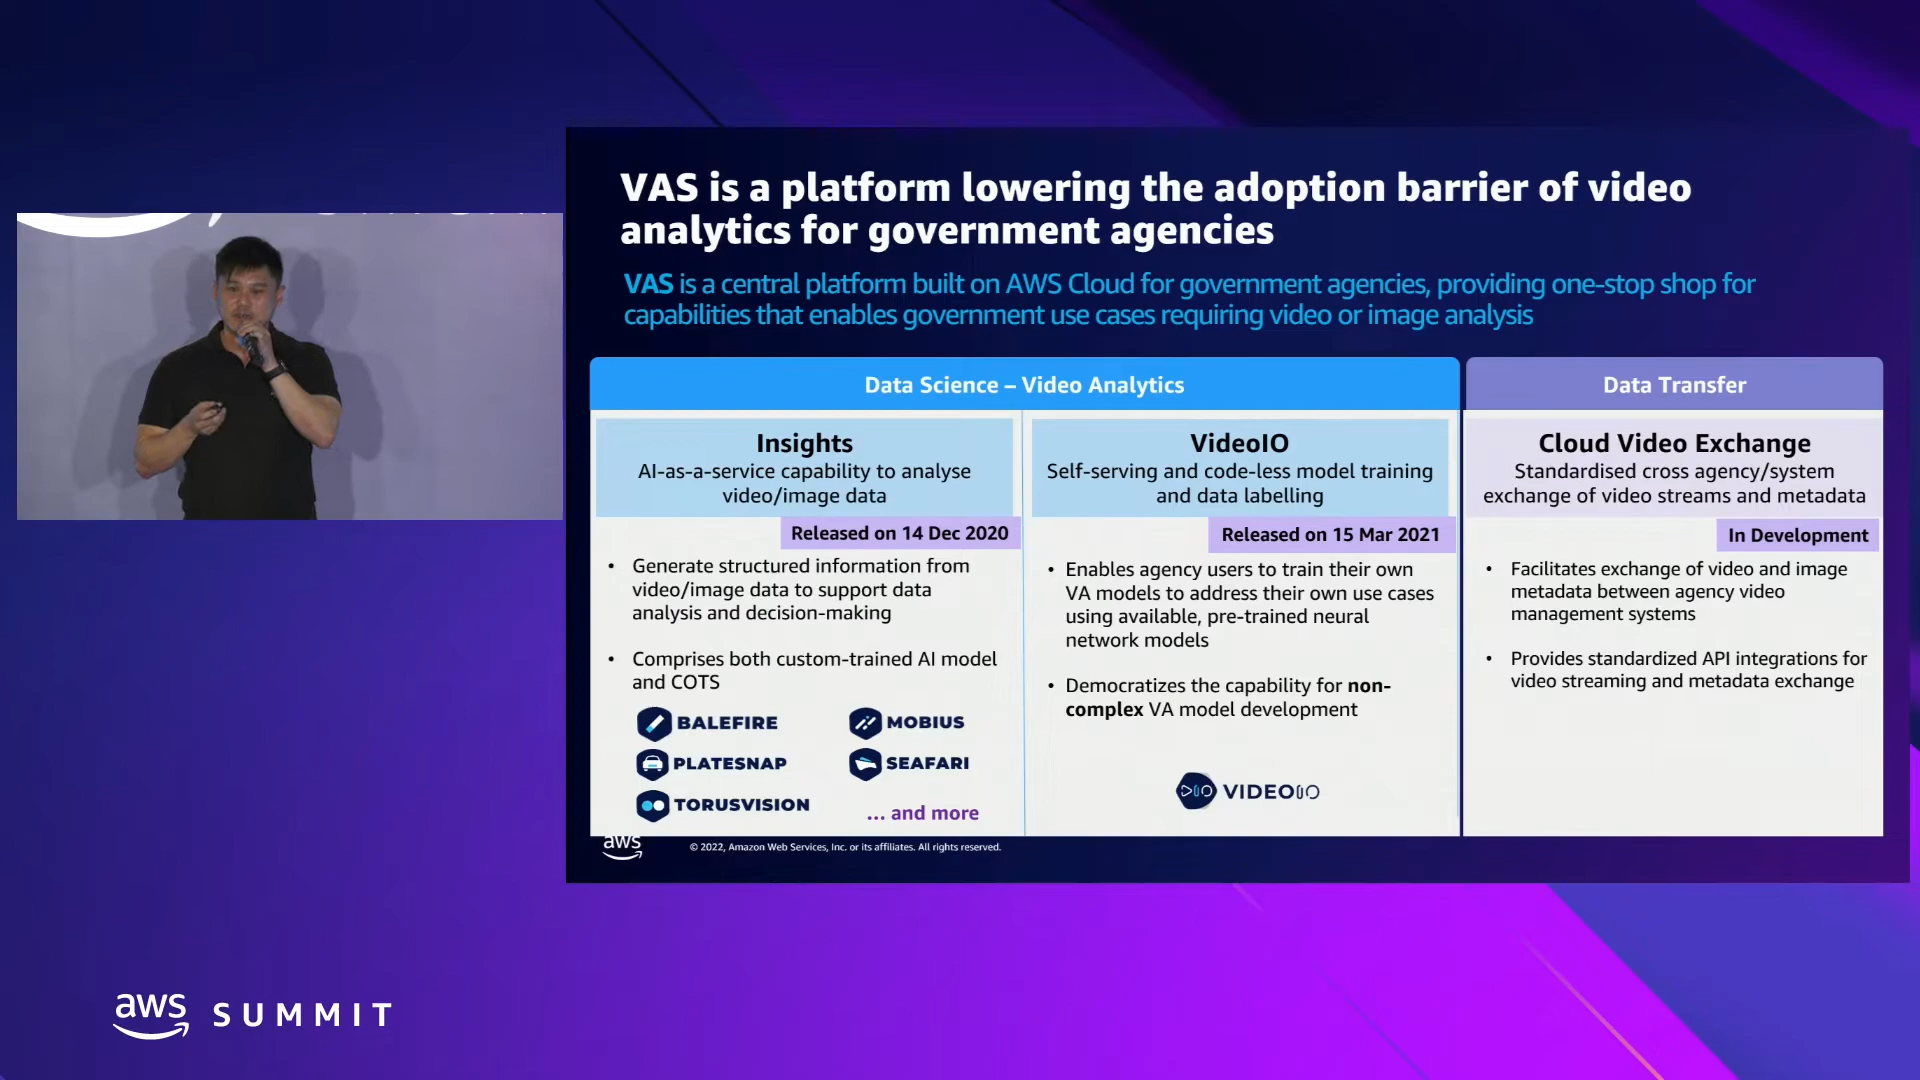 VAS is a platform lowering the adoption barrier of video
analytics for government agencies
VAS is a central platform built on AWS Cloud for government agencies, providing one-stop shop for
capabilities that enables government use cases requiring video or image analysis
Data Science – Video Analytics
Insights
AI-as-a-service capability to analyse
video/image data
Released on 14 Dec 2020
• Generate structured information from
video/image data to support data
analysis and decision-making
• Comprises both custom-trained AI model
and COTS
BALEFIRE
MOBIUS
PLATESNAP
SEAFARI
TORUSVISION
... and more
VideoIO
Self-serving and code-less model training
and data labelling
Released on 15 Mar 2021
• Enables agency users to train their own
VA models to address their own use cases
using available, pre-trained neural
network models
• Democratizes the capability for non-
complex VA model development
VIDEOIO
Data Transfer
Cloud Video Exchange
Standardised cross agency/system
exchange of video streams and metadata
In Development
• Facilitates exchange of video and image
metadata between agency video
management systems
• Provides standardized API integrations for
video streaming and metadata exchange
aws
© 2022, Amazon Web Services, Inc. or its affiliates. All rights reserved.
aws SUMMIT